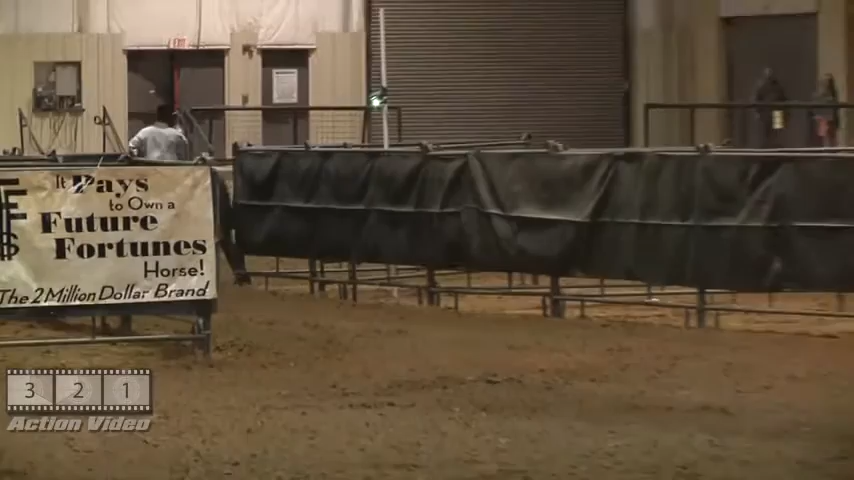 It Pays
to Own a
Future
Fortunes
Horse!
The 2 Million Dollar Brand
3 2 1
Action Video